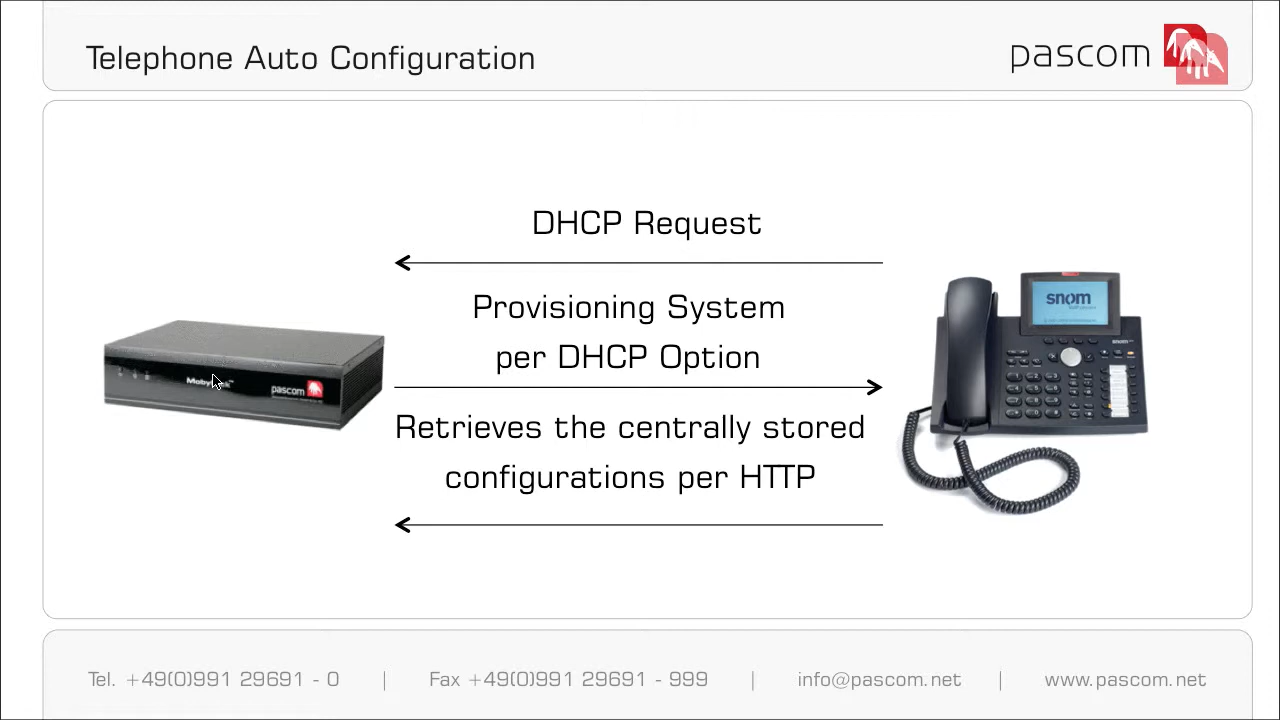 Telephone Auto Configuration
pascom
DHCP Request
Provisioning System
per DHCP Option
Retrieves the centrally stored
configurations per HTTP
snom
pascom
snom
Tel. +49(0)991 29691 - 0 | Fax +49(0)991 29691 - 999 | info@pascom.net | www.pascom.net